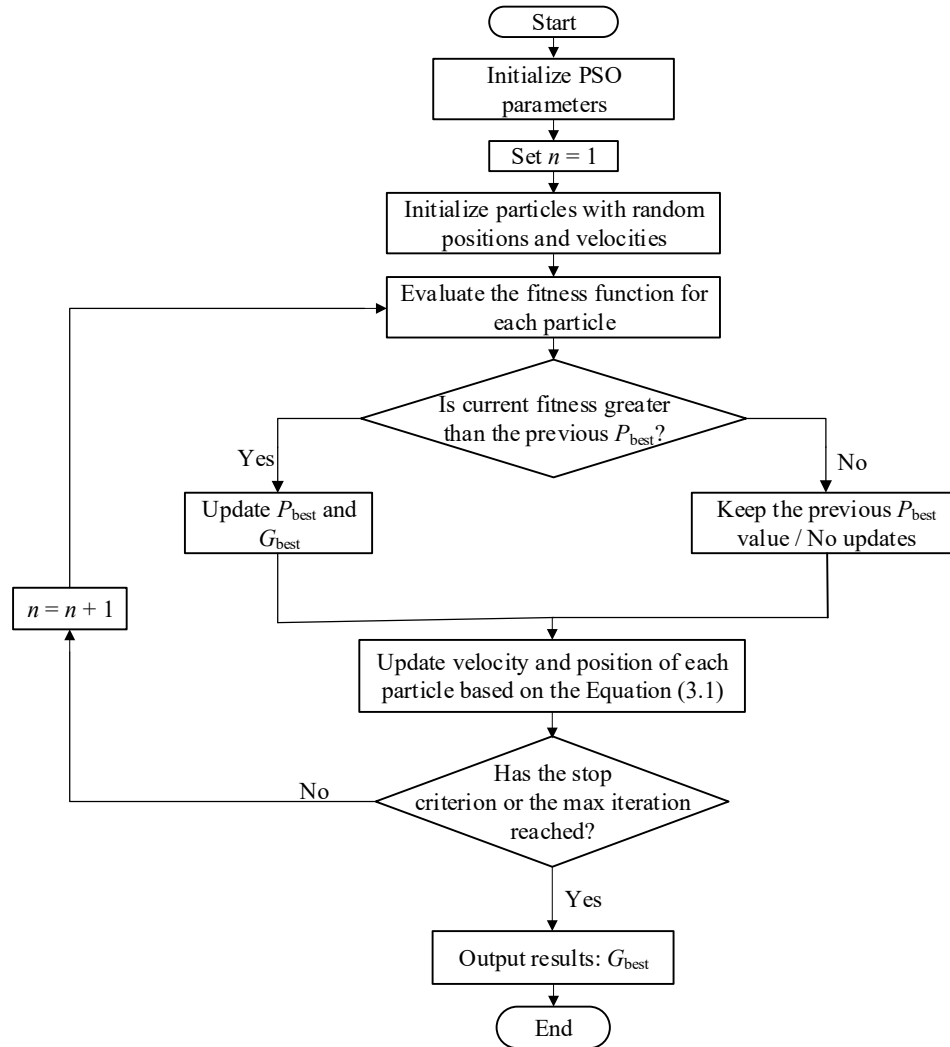 Start
Initialize PSO
parameters
Set n = 1
Initialize particles with random
positions and velocities
Evaluate the fitness function for
each particle
Is current fitness greater
than the previous Pbest?
Yes
No
Update Pbest and
Gbest
Keep the previous Pbest
value / No updates
n = n + 1
Update velocity and position of each
particle based on the Equation (3.1)
Has the stop
criterion or the max iteration
reached?
No
Yes
Output results: Gbest
End